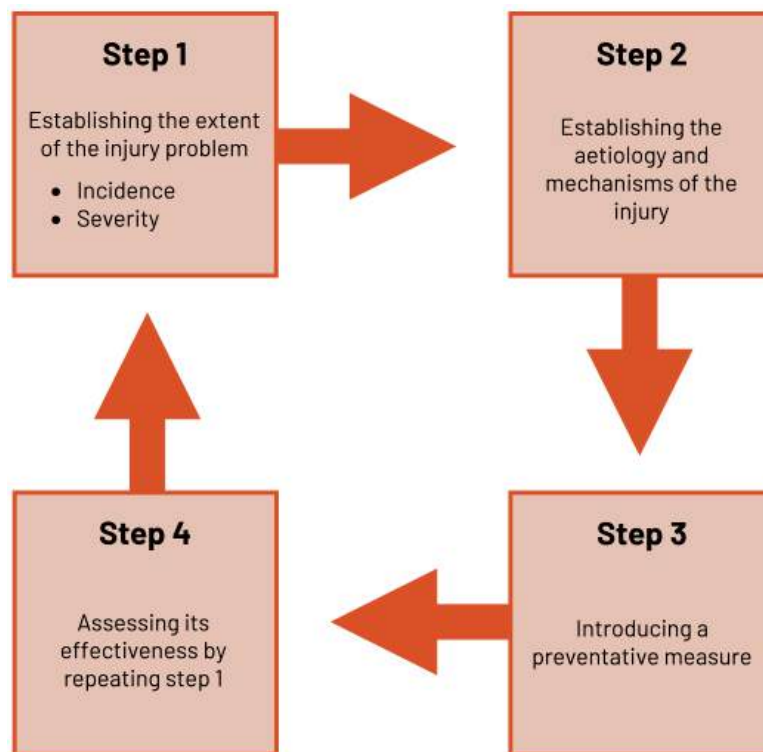 Step 1
Establishing the extent
of the injury problem
• Incidence
• Severity
Step 2
Establishing the
aetiology and
mechanisms of the
injury
Step 3
Introducing a
preventative measure
Step 4
Assessing its
effectiveness by
repeating step 1